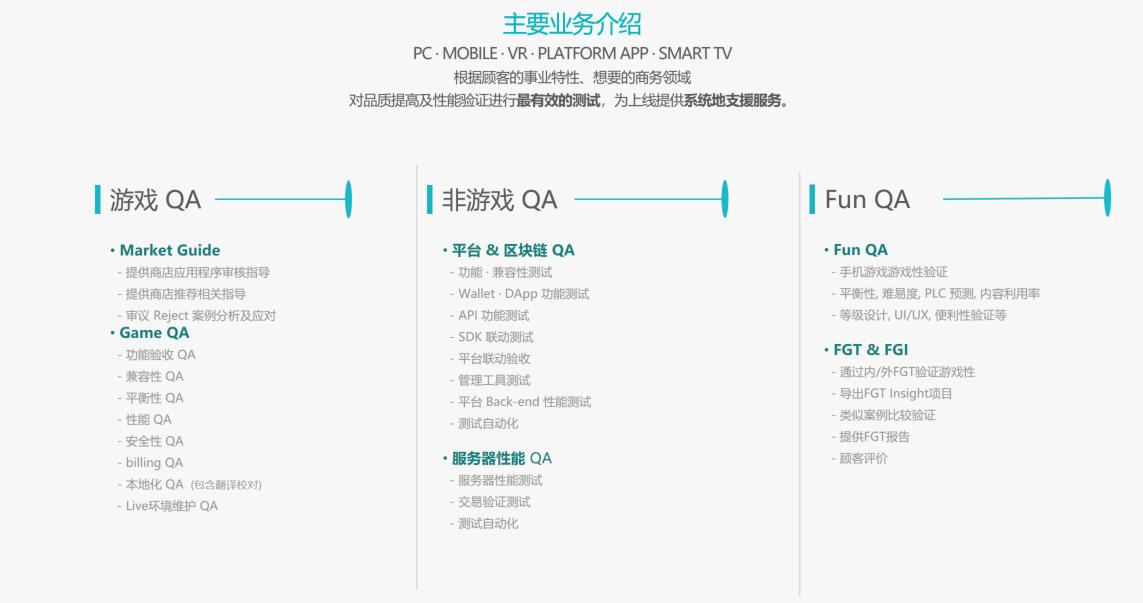 主要业务介绍
PC · MOBILE · VR · PLATFORM APP · SMART TV
根据顾客的事业特性、想要的商务领域
对品质提高及性能验证进行最有效的测试，为上线提供系统地支援服务。
游戏 QA
• Market Guide
- 提供商店应用程序审核指导
- 提供商店推荐相关指导
- 审议 Reject 案例分析及应对
• Game QA
- 功能验收 QA
- 兼容性 QA
- 平衡性 QA
- 性能 QA
- 安全性 QA
- billing QA
- 本地化 QA (包含翻译校对)
- Live环境维护 QA
非游戏 QA
• 平台 & 区块链 QA
- 功能 · 兼容性测试
- Wallet · DApp 功能测试
- API 功能测试
- SDK 联动测试
- 平台联动验收
- 管理工具测试
- 平台 Back-end 性能测试
- 测试自动化
• 服务器性能 QA
- 服务器性能测试
- 交易验证测试
- 测试自动化
Fun QA
• Fun QA
- 手机游戏游戏性验证
- 平衡性, 难易度, PLC 预测, 内容利用率
- 等级设计, UI/UX, 便利性验证等
• FGT & FGI
- 通过内/外FGT验证游戏性
- 导出FGT Insight项目
- 类似案例比较验证
- 提供FGT报告
- 顾客评价